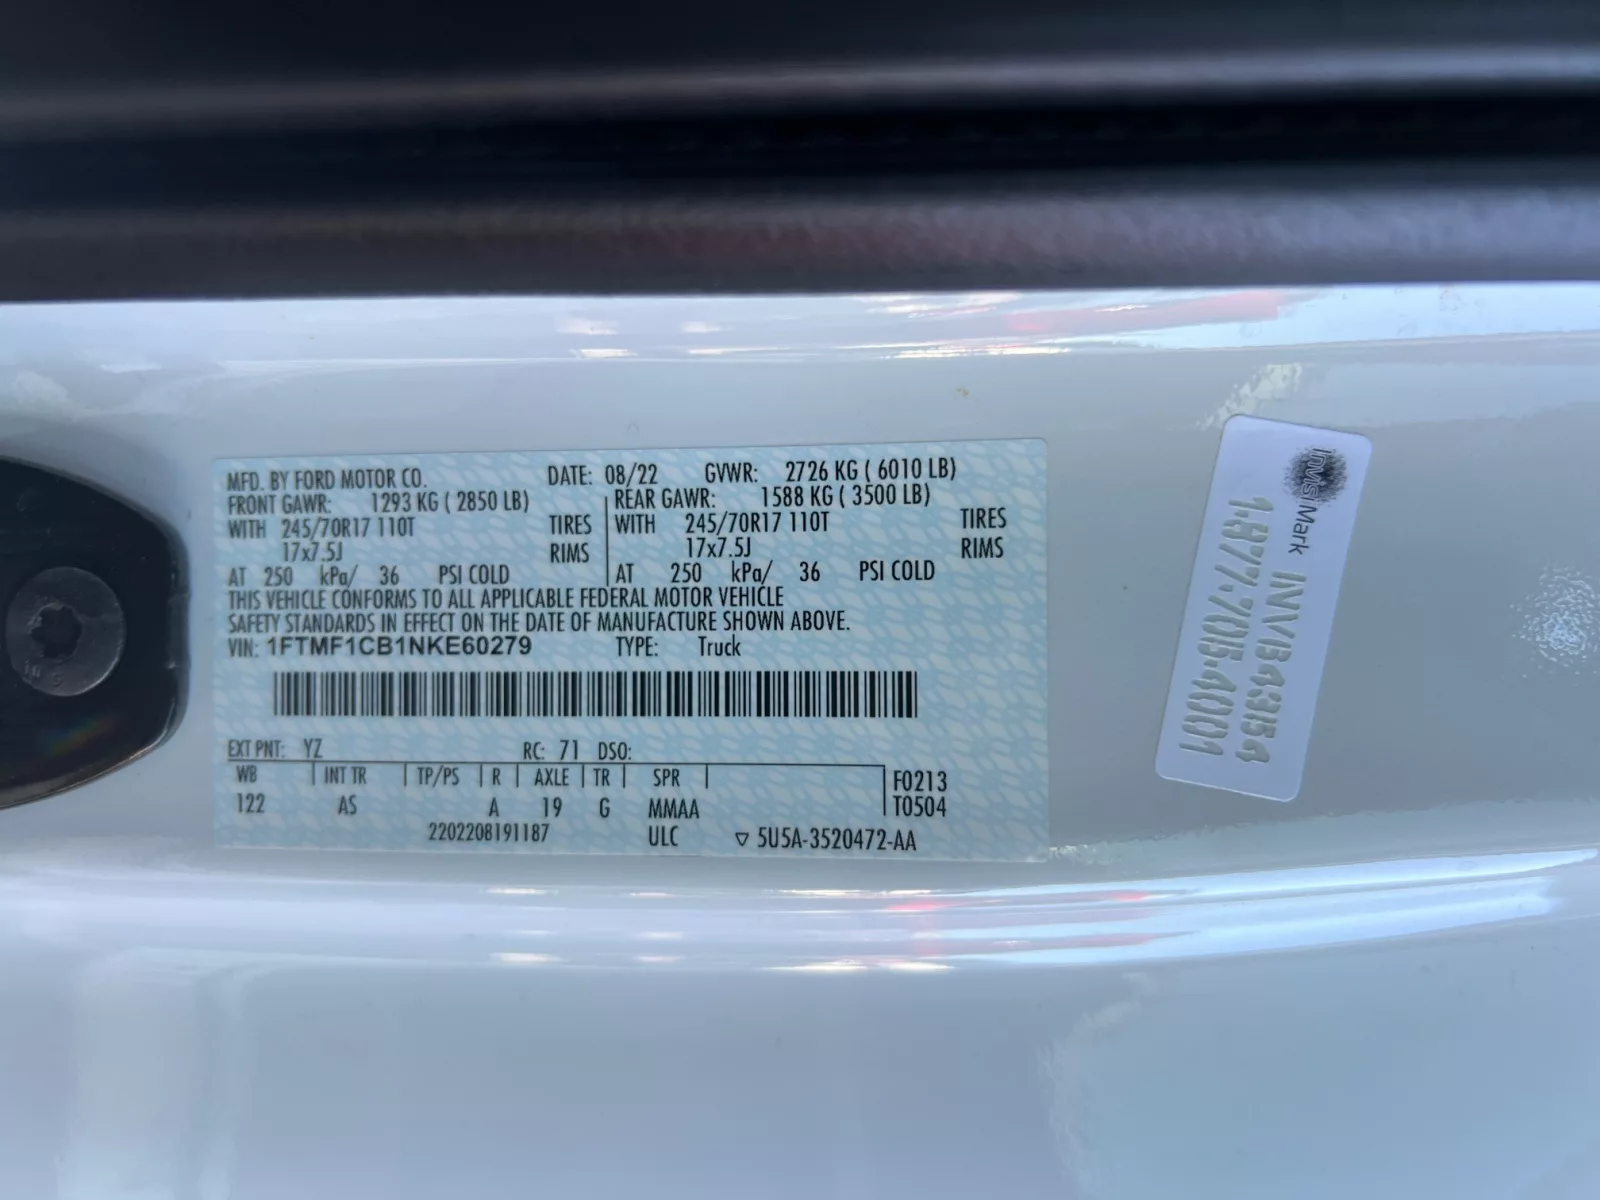 MFD. BY FORD MOTOR CO. DATE: 08/22 GVWR: 2726 KG ( 6010 LB)
FRONT GAWR: 1293 KG ( 2850 LB) REAR GAWR: 1588 KG ( 3500 LB)
WITH 245/70R17 110T TIRES WITH 245/70R17 110T TIRES
17x7.5J RIMS 17x7.5J RIMS
AT 250 kPa/ 36 PSI COLD AT 250 kPa/ 36 PSI COLD
THIS VEHICLE CONFORMS TO ALL APPLICABLE FEDERAL MOTOR VEHICLE
SAFETY STANDARDS IN EFFECT ON THE DATE OF MANUFACTURE SHOWN ABOVE.
VIN: 1FTMF1CB1NKE60279 TYPE: Truck
EXT PNT: YZ RC: 71 DSO:
WB INT TR TP/PS R AXLE TR SPR F0213
122 AS A 19 G MMAA T0504
2202208191187 ULC ▽ 5U5A-3520472-AA
InVisiMark
INVB4354
1.877.705.4001